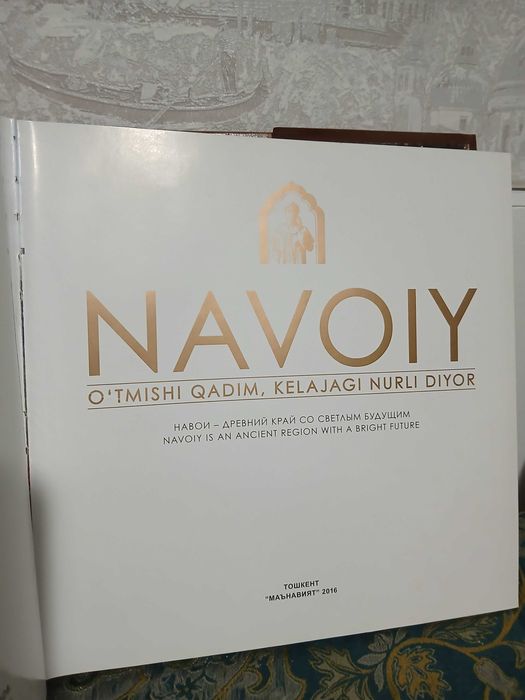 NAVOIY
O‘TMISHI QADIM, KELAJAGI NURLI DIYOR
НАВОИ – ДРЕВНИЙ КРАЙ СО СВЕТЛЫМ БУДУЩИМ
NAVOIY IS AN ANCIENT REGION WITH A BRIGHT FUTURE
ТОШКЕНТ
"МАЪНАВИЯТ" 2016